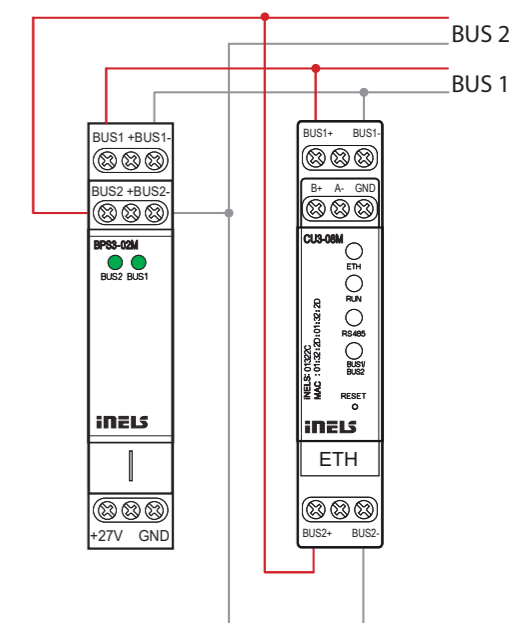 BUS 2
BUS 1
BUS1 +BUS1-
BUS2 +BUS2-
BPS3-02M
BUS2 BUS1
iNELS
+27V GND
BUS1+ BUS1-
B+ A- GND
CU3-08M
ETH
RUN
RS485
BUS1/
BUS2
iNELS: 01322C
MAC : 01:32:2D:01:32:2D
RESET
iNELS
ETH
BUS2+ BUS2-